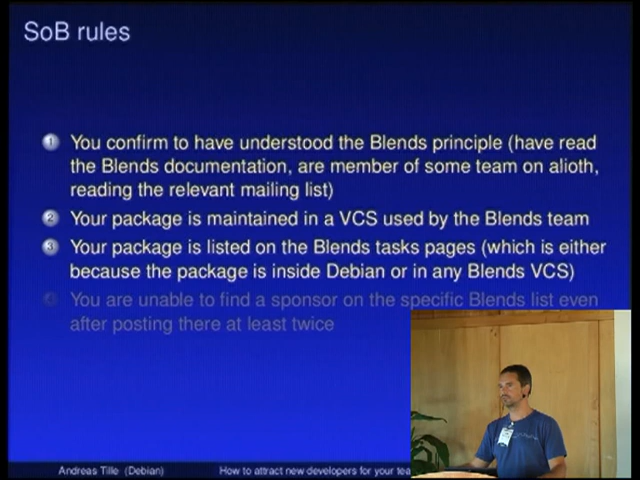 SoB rules
1 You confirm to have understood the Blends principle (have read
the Blends documentation, are member of some team on alioth,
reading the relevant mailing list)
2 Your package is maintained in a VCS used by the Blends team
3 Your package is listed on the Blends tasks pages (which is either
because the package is inside Debian or in any Blends VCS)
4 You are unable to find a sponsor on the specific Blends list even
after posting there at least twice
Andreas Tille (Debian) How to attract new developers for your tea